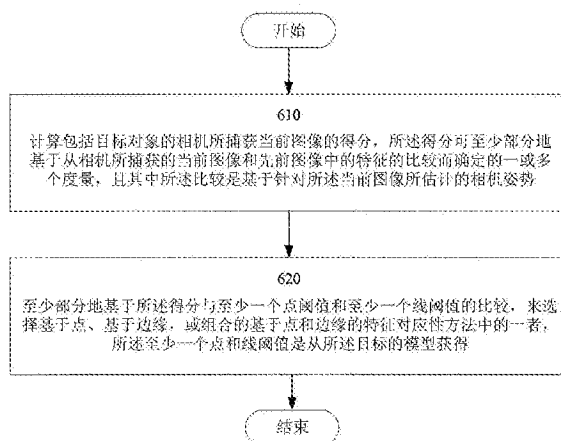 开始
610
计算包括目标对象的相机所捕获当前图像的得分，所述得分可至少部分地
基于从相机所捕获的当前图像和先前图像中的特征的比较而确定的一或多
个度量，且其中所述比较是基于针对所述当前图像所估计的相机姿势
620
至少部分地基于所述得分与至少一个点阈值和至少一个线阈值的比较，来选
择基于点、基于边缘，或组合的基于点和边缘的特征对应性方法中的一者，
所述至少一个点和线阈值是从所述目标的模型获得
结束